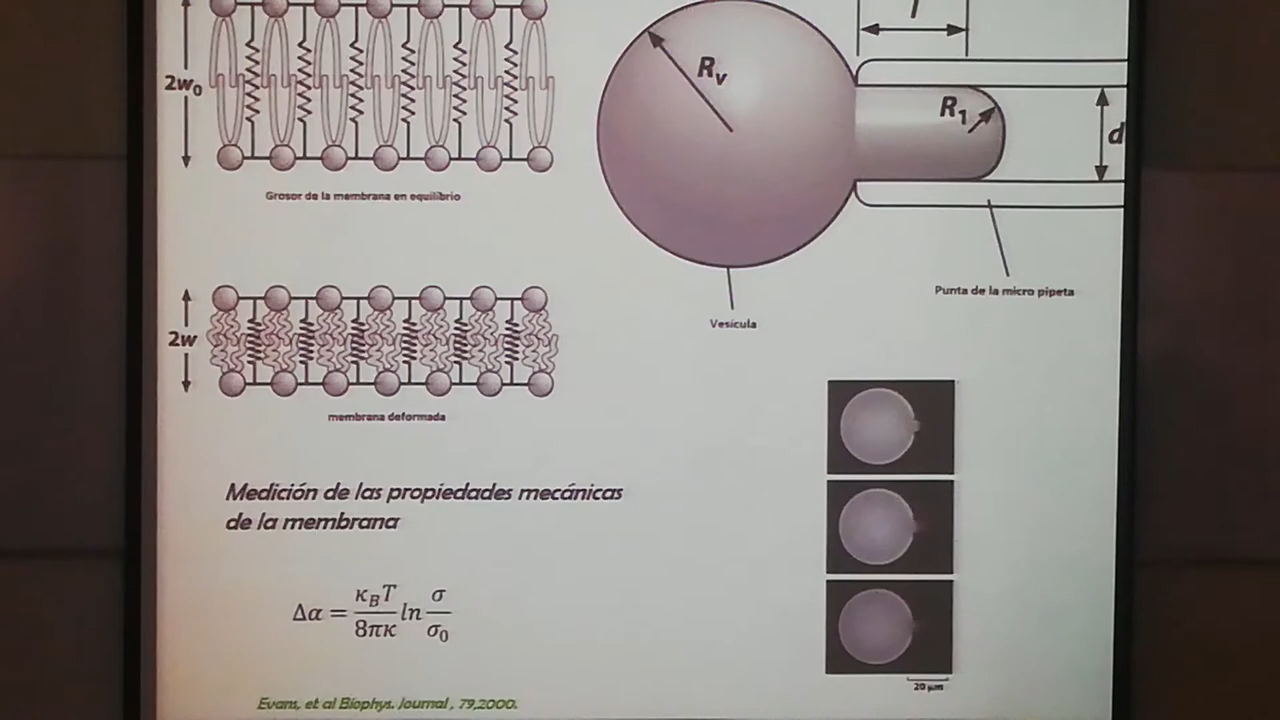 2w₀
Grosor de la membrana en equilibrio
2w
membrana deformada
l
Rᵥ
R₁
d
Punta de la micro pipeta
Vesícula
Medición de las propiedades mecánicas
de la membrana
Δα = κ_B T / 8πκ ln σ / σ₀
20 µm
Evans, et al Biophys. Journal , 79,2000.